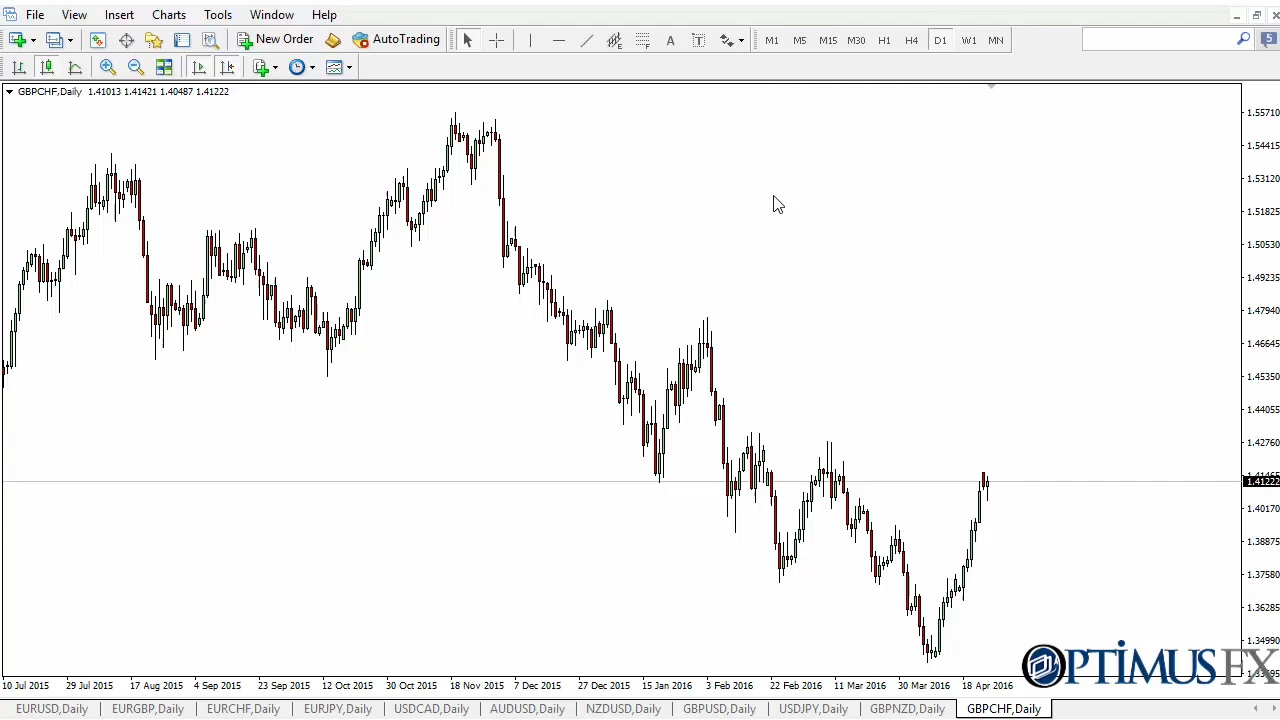 File View Insert Charts Tools Window Help
New Order AutoTrading A T M1 M5 M15 M30 H1 H4 D1 W1 MN 5
GBPCHF,Daily 1.41013 1.41421 1.40487 1.41222
1.55710
1.54415
1.53120
1.51825
1.50530
1.49235
1.47940
1.46645
1.45350
1.44055
1.42760
1.41222
1.40170
1.38875
1.37580
1.36285
1.34990
OPTİMUSFX
10 Jul 2015 29 Jul 2015 17 Aug 2015 4 Sep 2015 23 Sep 2015 12 Oct 2015 30 Oct 2015 18 Nov 2015 7 Dec 2015 27 Dec 2015 15 Jan 2016 3 Feb 2016 22 Feb 2016 11 Mar 2016 30 Mar 2016 18 Apr 2016
EURUSD,Daily EURGBP,Daily EURCHF,Daily EURJPY,Daily USDCAD,Daily AUDUSD,Daily NZDUSD,Daily GBPUSD,Daily USDJPY,Daily GBPNZD,Daily GBPCHF,Daily